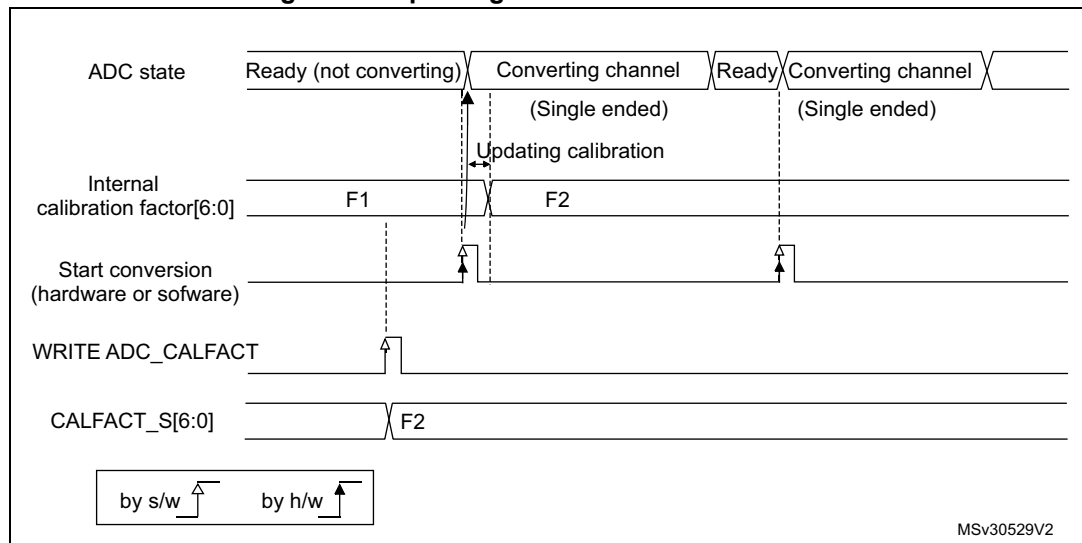 ADC state
Ready (not converting)
Converting channel
Ready
Converting channel
(Single ended)
(Single ended)
Updating calibration
Internal
calibration factor[6:0]
F1
F2
Start conversion
(hardware or sofware)
WRITE ADC_CALFACT
CALFACT_S[6:0]
F2
by s/w
by h/w
MSv30529V2